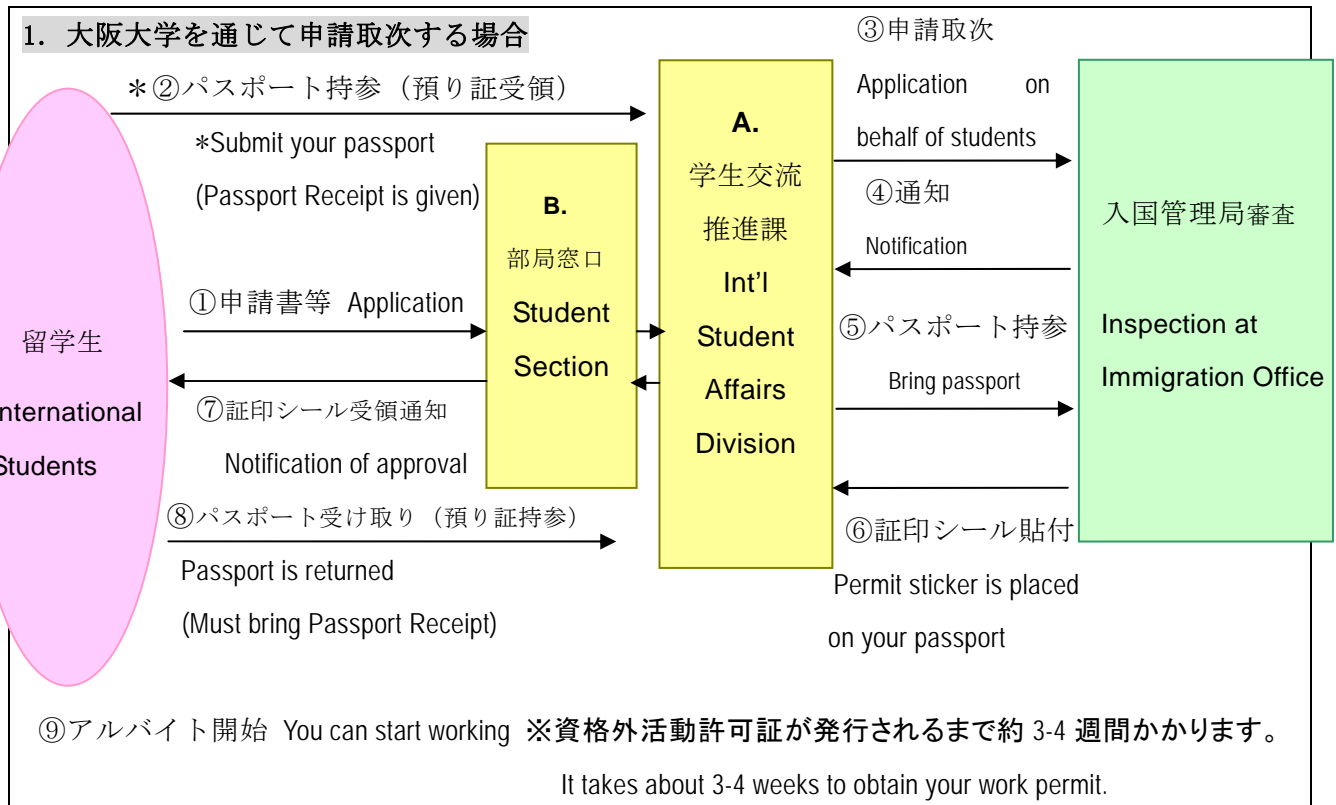 1. 大阪大学を通じて申請取次する場合
*②パスポート持参（預り証受領）
*Submit your passport
(Passport Receipt is given)
①申請書等 Application
留学生
International
Students
⑦証印シール受領通知
Notification of approval
⑧パスポート受け取り（預り証持参）
Passport is returned
(Must bring Passport Receipt)
B.
部局窓口
Student
Section
A.
学生交流
推進課
Int'l
Student
Affairs
Division
③申請取次
Application on
behalf of students
④通知
Notification
⑤パスポート持参
Bring passport
⑥証印シール貼付
Permit sticker is placed
on your passport
入国管理局審査
Inspection at
Immigration Office
⑨アルバイト開始 You can start working ※資格外活動許可証が発行されるまで約 3-4 週間かかります。
It takes about 3-4 weeks to obtain your work permit.